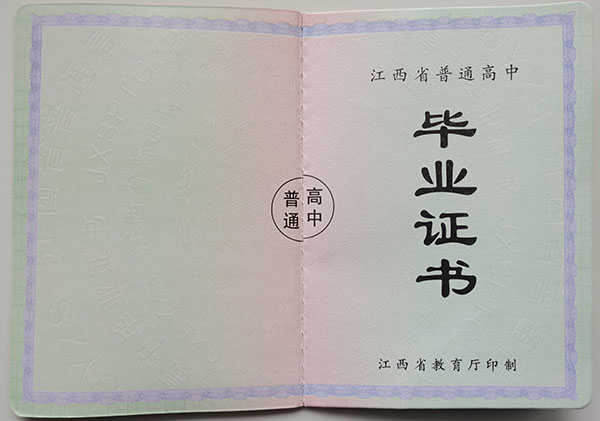 江西省普通高中
毕业证书
普通
高中
江西省教育厅印制